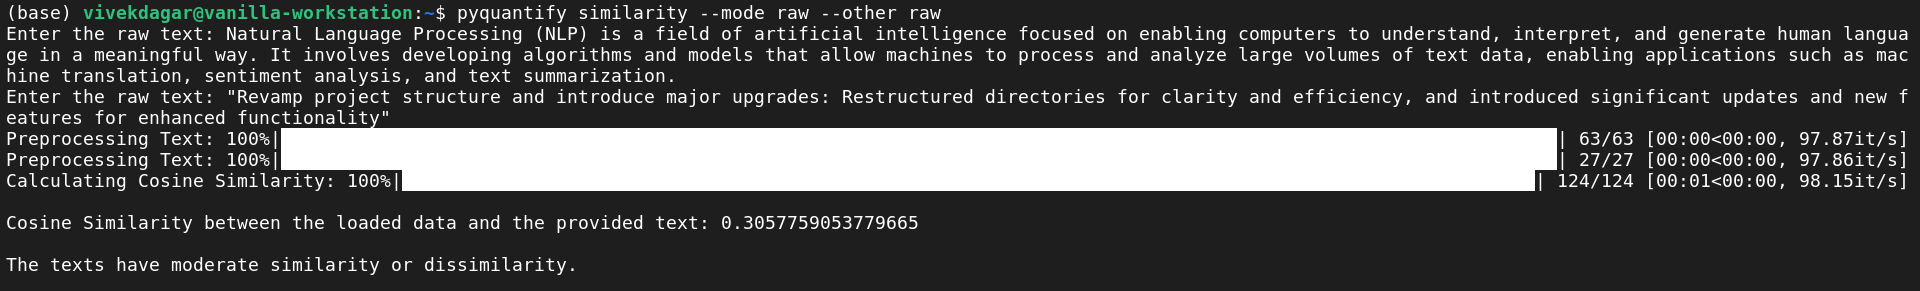 (base) vivekdagar@vanilla-workstation:~$ pyquantify similarity --mode raw --other raw
Enter the raw text: Natural Language Processing (NLP) is a field of artificial intelligence focused on enabling computers to understand, interpret, and generate human langua
ge in a meaningful way. It involves developing algorithms and models that allow machines to process and analyze large volumes of text data, enabling applications such as mac
hine translation, sentiment analysis, and text summarization.
Enter the raw text: "Revamp project structure and introduce major upgrades: Restructured directories for clarity and efficiency, and introduced significant updates and new f
eatures for enhanced functionality"
Preprocessing Text: 100%| | 63/63 [00:00<00:00, 97.87it/s]
Preprocessing Text: 100%| | 27/27 [00:00<00:00, 97.86it/s]
Calculating Cosine Similarity: 100%| | 124/124 [00:01<00:00, 98.15it/s]
Cosine Similarity between the loaded data and the provided text: 0.3057759053779665
The texts have moderate similarity or dissimilarity.